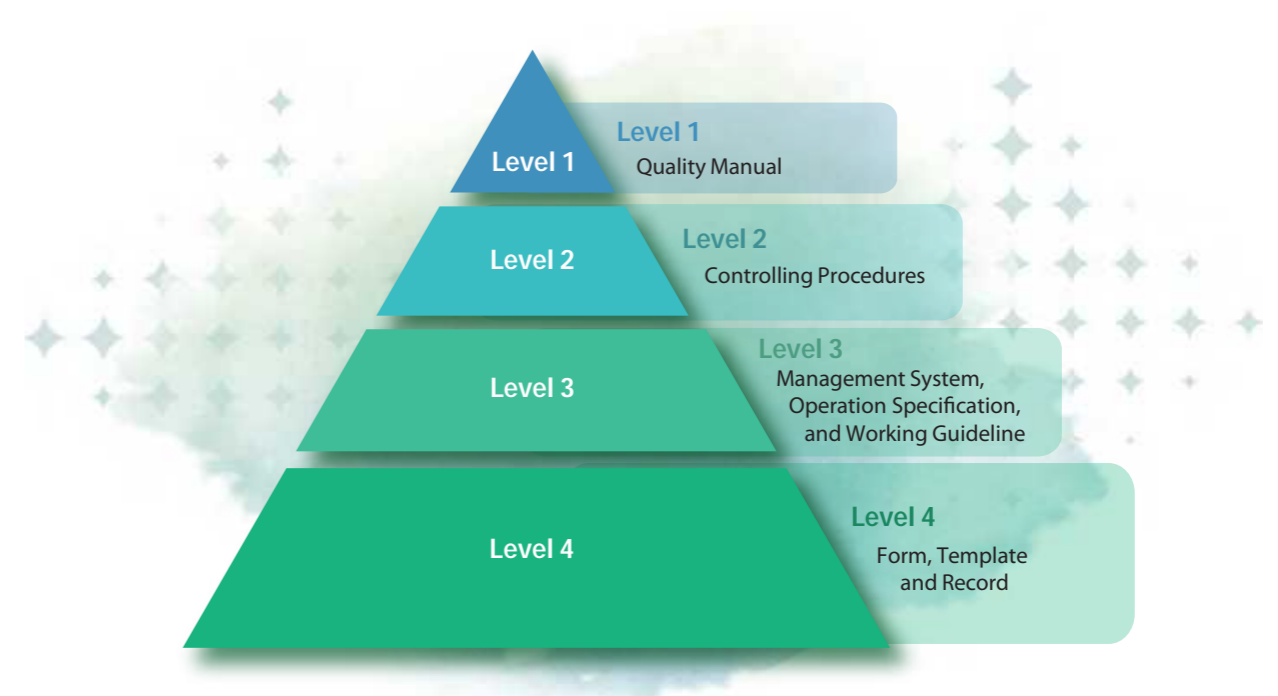 Level 1
Level 1
Quality Manual
Level 2
Level 2
Controlling Procedures
Level 3
Level 3
Management System,
Operation Specification,
and Working Guideline
Level 4
Level 4
Form, Template
and Record